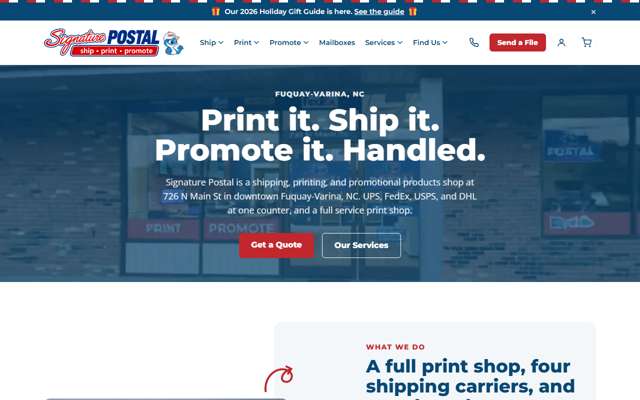 Our 2026 Holiday Gift Guide is here. See the guide
Signature POSTAL
ship • print • promote
Ship Print Promote Mailboxes Services Find Us
Send a File
FUQUAY-VARINA, NC
Print it. Ship it.
Promote it. Handled.
Signature Postal is a shipping, printing, and promotional products shop at
726 N Main St in downtown Fuquay-Varina, NC. UPS, FedEx, USPS, and DHL
at one counter, and a full service print shop.
POSTAL
PRINT PROMOTE
Get a Quote Our Services
WHAT WE DO
A full print shop, four
shipping carriers, and